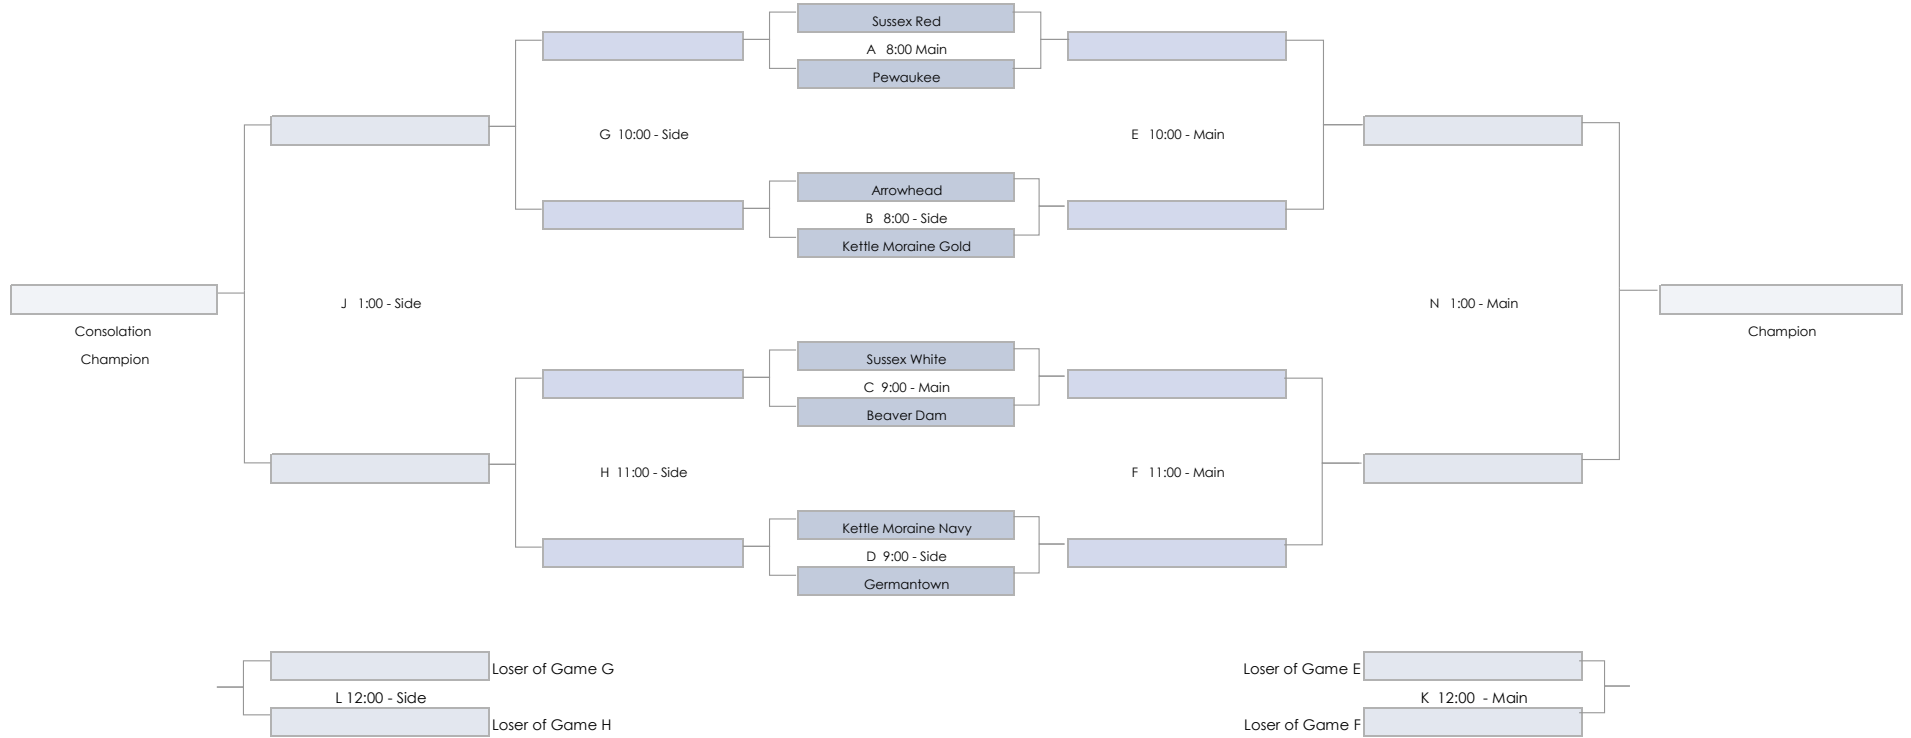 Sussex Red
A 8:00 Main
Pewaukee
G 10:00 - Side
E 10:00 - Main
Arrowhead
B 8:00 - Side
Kettle Moraine Gold
J 1:00 - Side
N 1:00 - Main
Consolation
Champion
Champion
Sussex White
C 9:00 - Main
Beaver Dam
H 11:00 - Side
F 11:00 - Main
Kettle Moraine Navy
D 9:00 - Side
Germantown
Loser of Game G
L 12:00 - Side
Loser of Game H
Loser of Game E
K 12:00 - Main
Loser of Game F